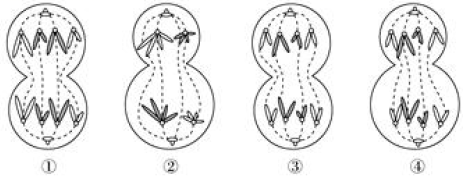 ① ② ③ ④